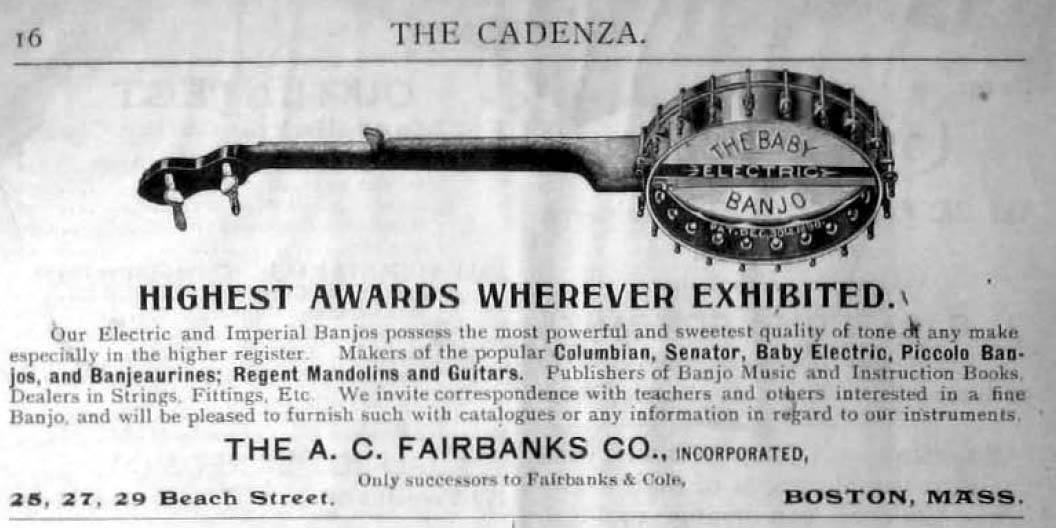 16
THE CADENZA.
THE BABY
ELECTRIC
BANJO
PAT. DEC. 30th 1890.
HIGHEST AWARDS WHEREVER EXHIBITED.
Our Electric and Imperial Banjos possess the most powerful and sweetest quality of tone of any make
especially in the higher register. Makers of the popular Columbian, Senator, Baby Electric, Piccolo Ban-
jos, and Banjeaurines; Regent Mandolins and Guitars. Publishers of Banjo Music and Instruction Books.
Dealers in Strings, Fittings, Etc. We invite correspondence with teachers and others interested in a fine
Banjo, and will be pleased to furnish such with catalogues or any information in regard to our instruments.
THE A. C. FAIRBANKS CO., INCORPORATED,
Only successors to Fairbanks & Cole,
25, 27, 29 Beach Street.
BOSTON, MASS.